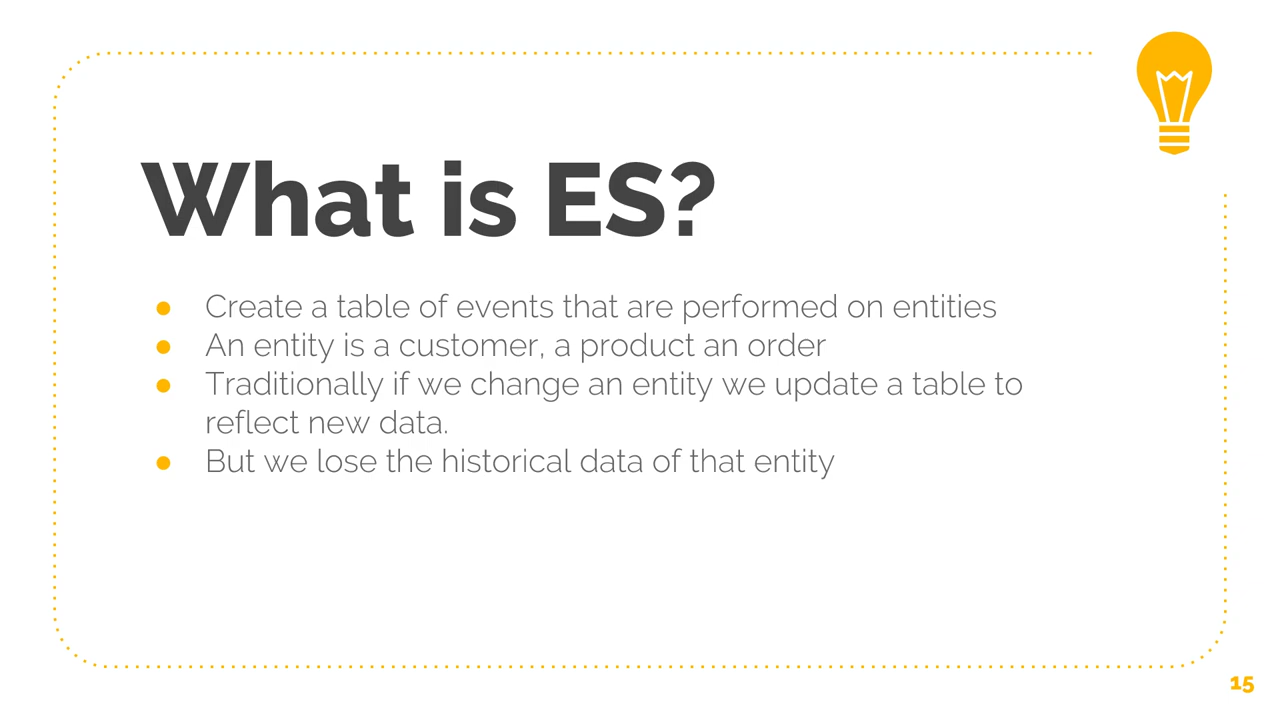 What is ES?
● Create a table of events that are performed on entities
● An entity is a customer, a product an order
● Traditionally if we change an entity we update a table to
reflect new data.
● But we lose the historical data of that entity
15